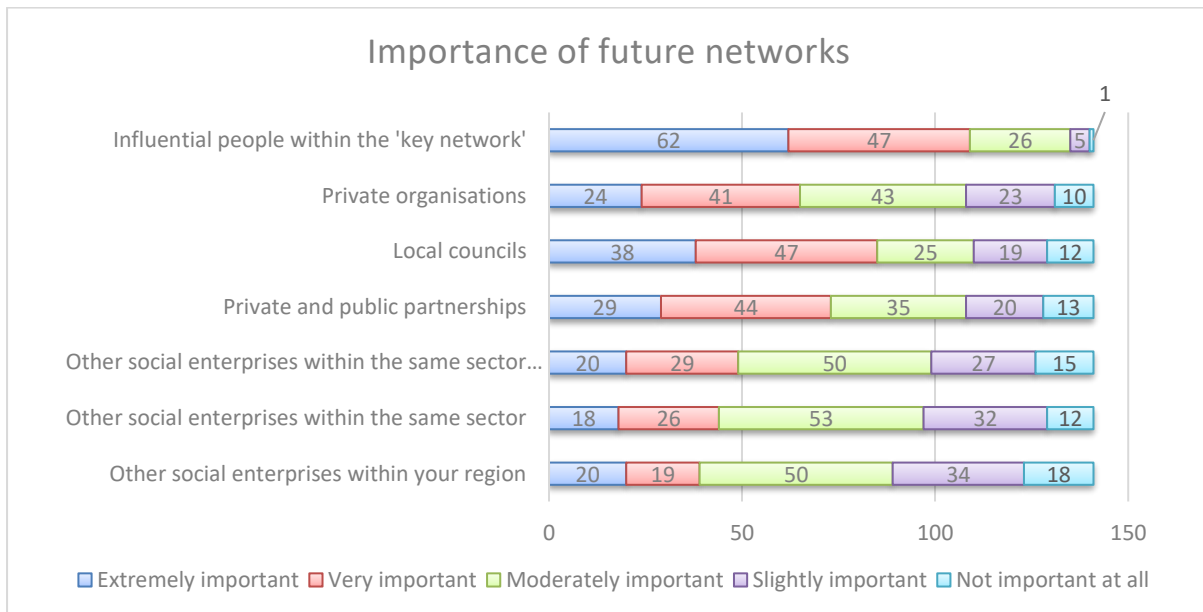 Importance of future networks
1
Influential people within the 'key network' 62 47 26 5
Private organisations 24 41 43 23 10
Local councils 38 47 25 19 12
Private and public partnerships 29 44 35 20 13
Other social enterprises within the same sector... 20 29 50 27 15
Other social enterprises within the same sector 18 26 53 32 12
Other social enterprises within your region 20 19 50 34 18
0 50 100 150
Extremely important Very important Moderately important Slightly important Not important at all